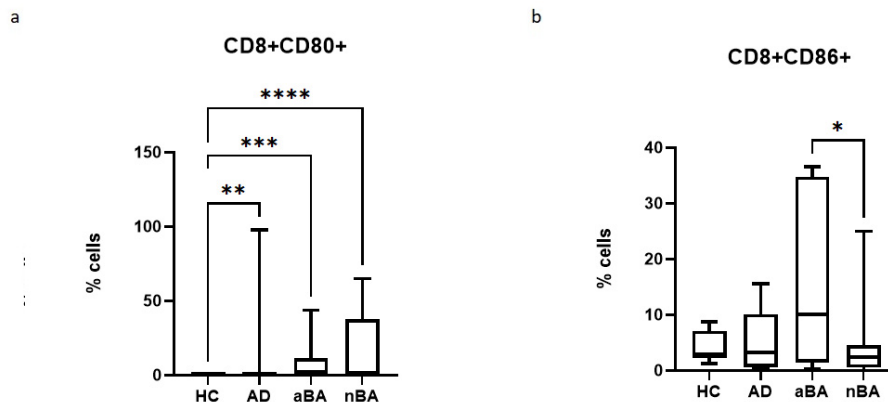 a
CD8+CD80+
****
***
**
150
100
50
0
% cells
HC AD aBA nBA
b
CD8+CD86+
*
40
30
20
10
0
% cells
HC AD aBA nBA